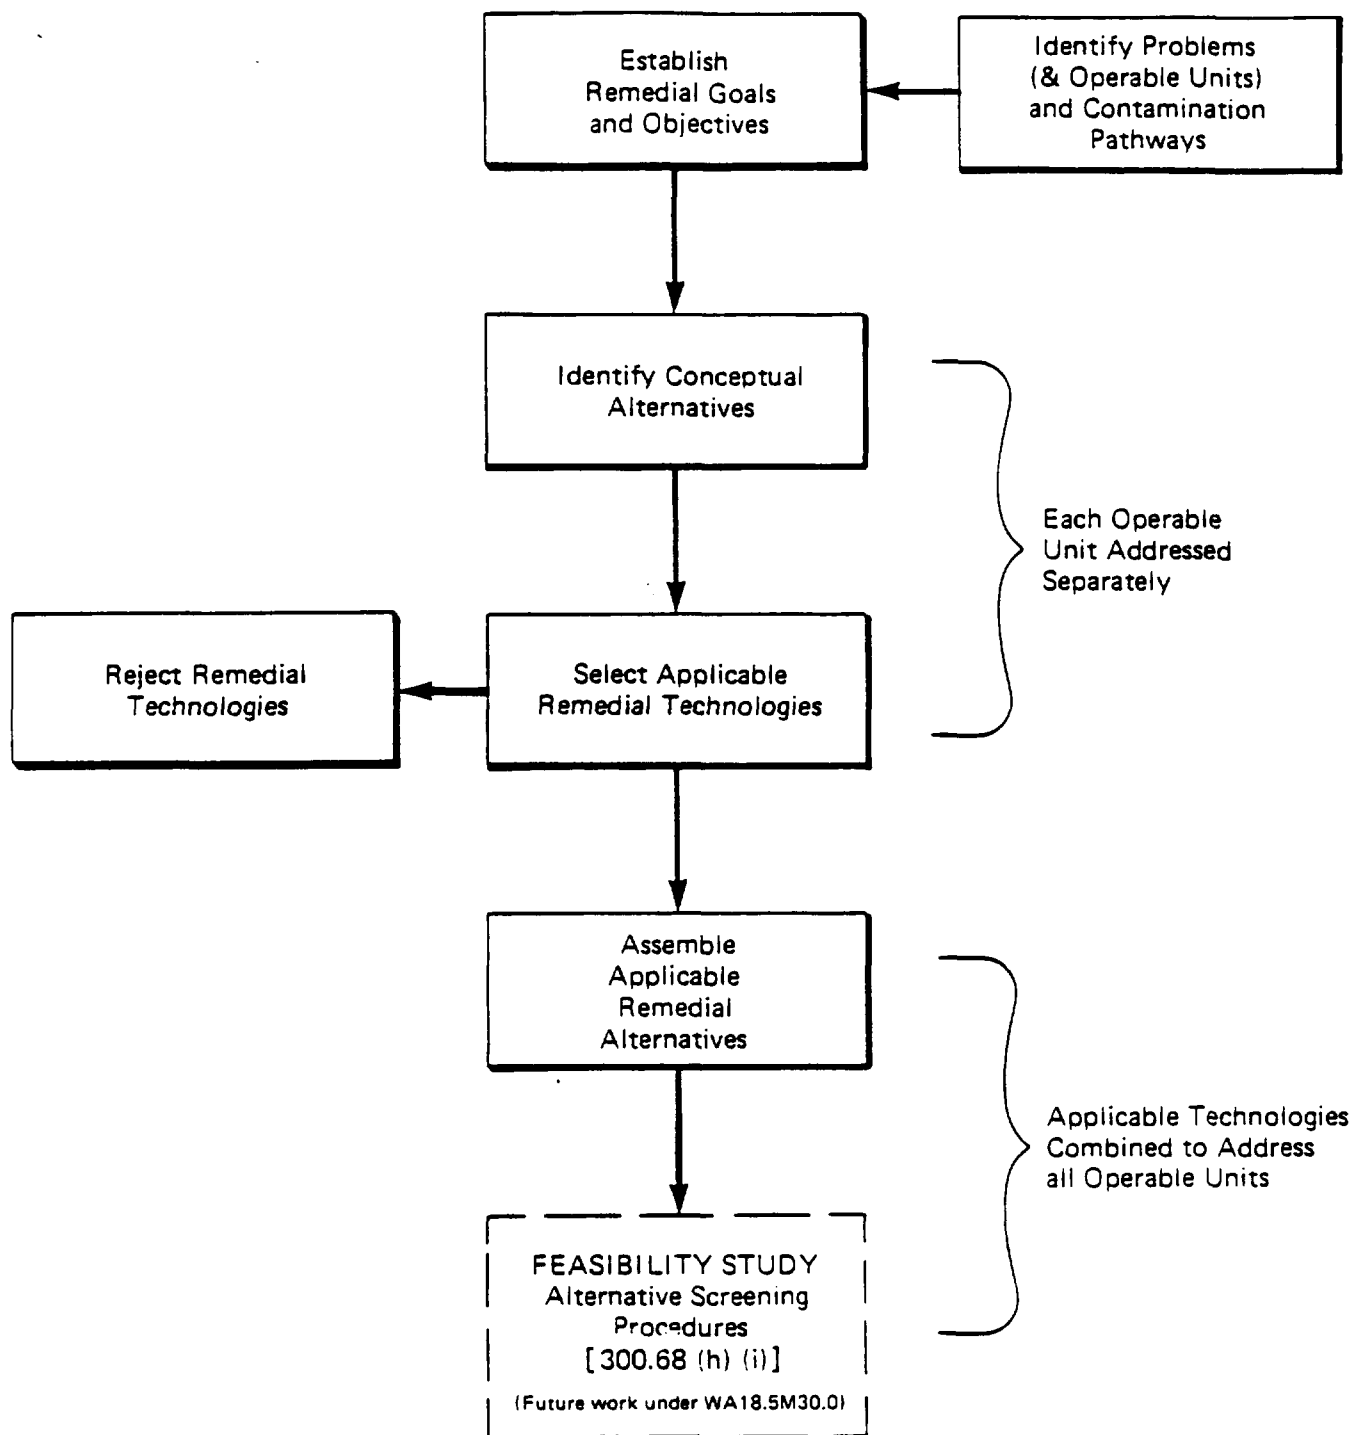 Establish
Remedial Goals
and Objectives
Identify Problems
(& Operable Units)
and Contamination
Pathways
Identify Conceptual
Alternatives
Each Operable
Unit Addressed
Separately
Reject Remedial
Technologies
Select Applicable
Remedial Technologies
Assemble
Applicable
Remedial
Alternatives
Applicable Technologies
Combined to Address
all Operable Units
FEASIBILITY STUDY
Alternative Screening
Procedures
[300.68 (h) (i)]
(Future work under WA18.5M30.0)